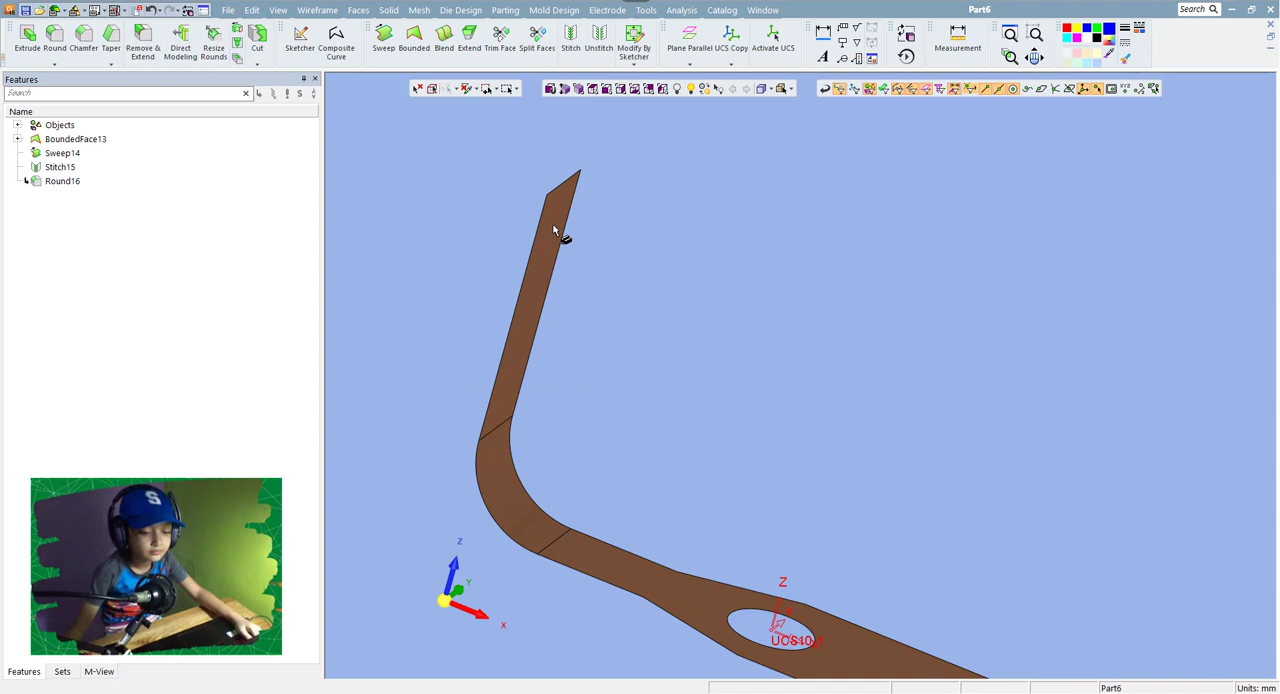 File Edit View Wireframe Faces Solid Mesh Die Design Parting Mold Design Electrode Tools Analysis Catalog Window Part6 Search
Extrude Round Chamfer Taper Remove & Extend Direct Modeling Resize Rounds Cut Sketcher Composite Curve Sweep Bounded Blend Extend Trim Face Split Faces Stitch Unstitch Modify By Sketcher Plane Parallel UCS Copy Activate UCS Measurement
Features
Search
Name
Objects
BoundedFace13
Sweep14
Stitch15
Round16
S
Z
Y
X
Z
UCS10
Features Sets M-View
Part6 Units: mm